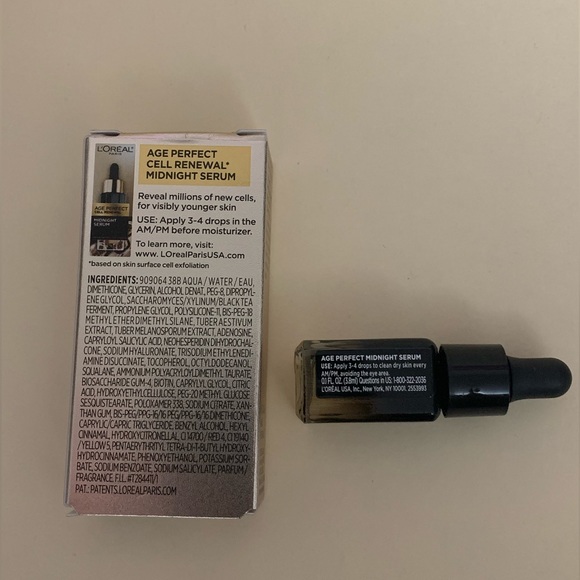 L'ORÉAL
PARIS
AGE PERFECT
CELL RENEWAL*
MIDNIGHT SERUM
AGE PERFECT
CELL RENEWAL
MIDNIGHT
SERUM
Reveal millions of new cells,
for visibly younger skin
USE: Apply 3-4 drops in the
AM/PM before moisturizer.
To learn more, visit:
www.LOrealParisUSA.com
*based on skin surface cell exfoliation
INGREDIENTS: 909064 38B AQUA / WATER / EAU,
DIMETHICONE, GLYCERIN, ALCOHOL DENAT., PEG-8, DIPROPYL-
ENE GLYCOL, SACCHAROMYCES/XYLINUM/BLACK TEA
FERMENT, PROPYLENE GLYCOL, POLYSILICONE-11, BIS-PEG-18
METHYL ETHER DIMETHYL SILANE, TUBER AESTIVUM
EXTRACT, TUBER MELANOSPORUM EXTRACT, ADENOSINE,
CAPRYLOYL SALICYLIC ACID, NEOHESPERIDIN DIHYDROCHAL-
CONE, SODIUM HYALURONATE, TRISODIUM ETHYLENEDI-
AMINE DISUCCINATE, TOCOPHEROL, OCTYLDODECANOL,
SQUALANE, AMMONIUM POLYACRYLOYLDIMETHYL TAURATE,
BIOSACCHARIDE GUM-4, BIOTIN, CAPRYLYL GLYCOL, CITRIC
ACID, HYDROXYETHYLCELLULOSE, PEG-20 METHYL GLUCOSE
SESQUISTEARATE, POLOXAMER 338, SODIUM CITRATE, XAN-
THAN GUM, BIS-PEG/PPG-16/16 PEG/PPG-16/16 DIMETHICONE,
CAPRYLIC/CAPRIC TRIGLYCERIDE, BENZYL ALCOHOL, HEXYL
CINNAMAL, HYDROXYCITRONELLAL, CI 14700 / RED 4, CI 19140
/ YELLOW 5, PENTAERYTHRITYL TETRA-DI-T-BUTYL HYDROXY-
HYDROCINNAMATE, PHENOXYETHANOL, POTASSIUM SOR-
BATE, SODIUM BENZOATE, SODIUM SALICYLATE, PARFUM /
FRAGRANCE. F.I.L. #T284411/1
PAT.: PATENTS.LOREALPARIS.COM
AGE PERFECT MIDNIGHT SERUM
USE: Apply 3-4 drops to clean dry skin every
AM/PM, avoiding the eye area.
0.1 FL. OZ. (3.8ml) Questions in US: 1-800-322-2036
L'ORÉAL USA, Inc., New York, NY 10001 2553993